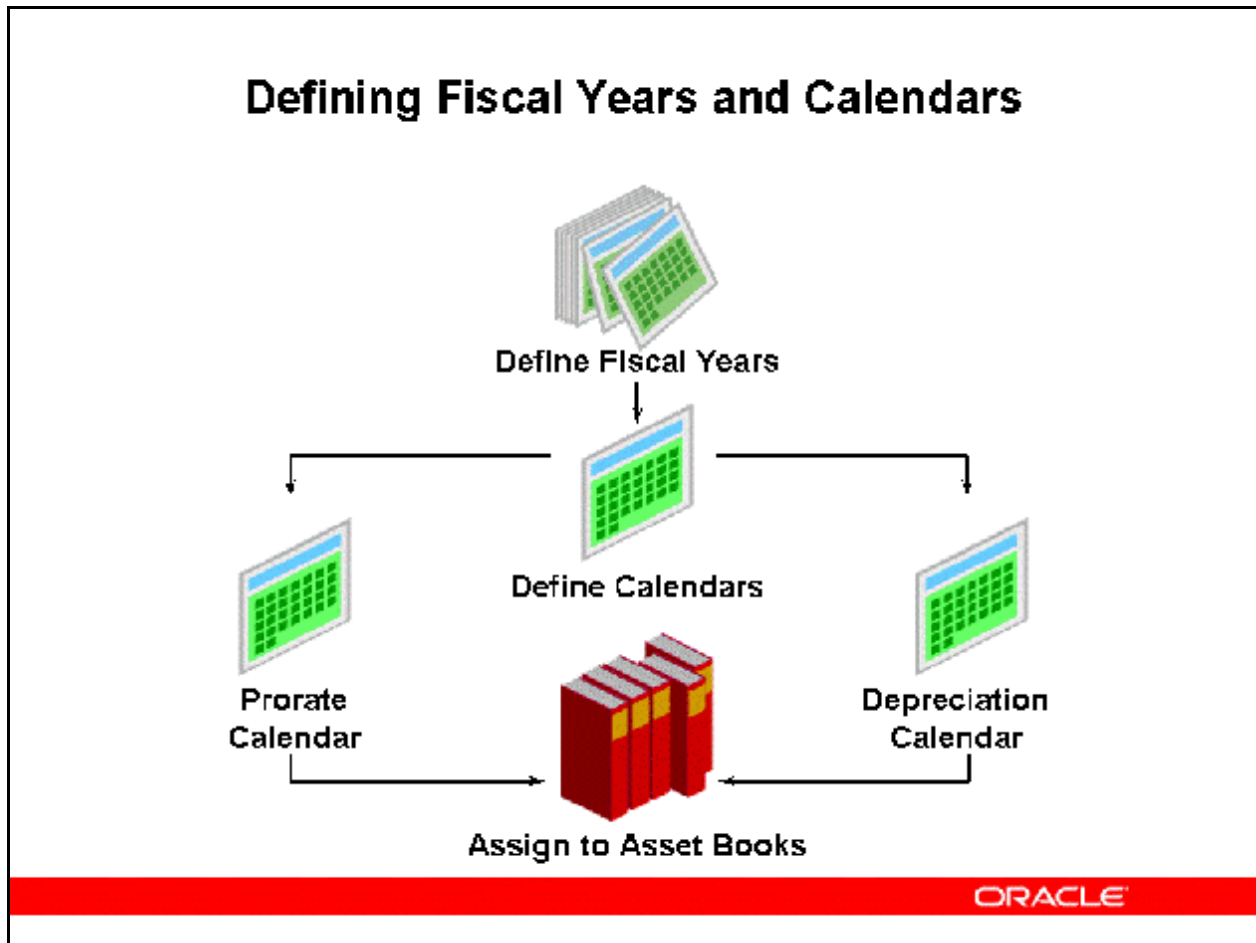 Defining Fiscal Years and Calendars
Define Fiscal Years
Define Calendars
Prorate
Calendar
Depreciation
Calendar
Assign to Asset Books
ORACLE